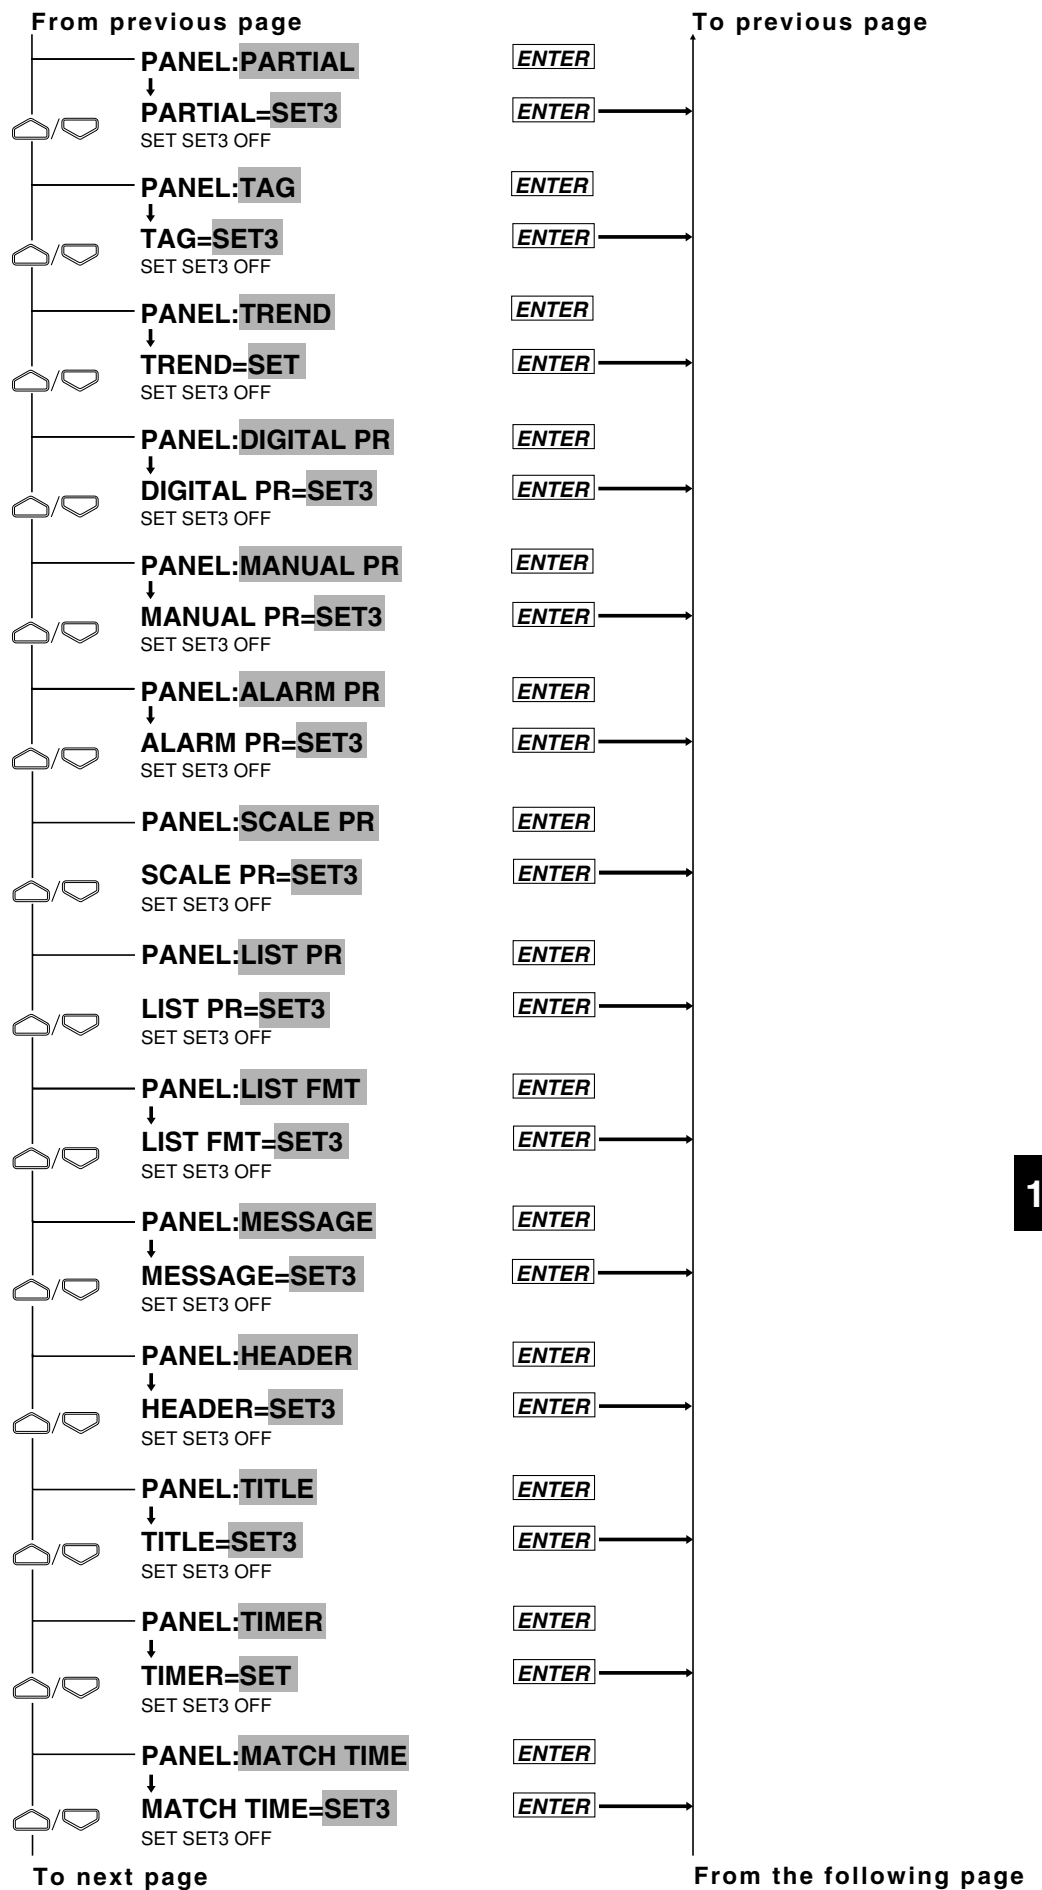 From previous page To previous page
PANEL:PARTIAL ENTER
PARTIAL=SET3 ENTER
SET SET3 OFF
PANEL:TAG ENTER
TAG=SET3 ENTER
SET SET3 OFF
PANEL:TREND ENTER
TREND=SET ENTER
SET SET3 OFF
PANEL:DIGITAL PR ENTER
DIGITAL PR=SET3 ENTER
SET SET3 OFF
PANEL:MANUAL PR ENTER
MANUAL PR=SET3 ENTER
SET SET3 OFF
PANEL:ALARM PR ENTER
ALARM PR=SET3 ENTER
SET SET3 OFF
PANEL:SCALE PR ENTER
SCALE PR=SET3 ENTER
SET SET3 OFF
PANEL:LIST PR ENTER
LIST PR=SET3 ENTER
SET SET3 OFF
PANEL:LIST FMT ENTER
LIST FMT=SET3 ENTER
SET SET3 OFF
1
PANEL:MESSAGE ENTER
MESSAGE=SET3 ENTER
SET SET3 OFF
PANEL:HEADER ENTER
HEADER=SET3 ENTER
SET SET3 OFF
PANEL:TITLE ENTER
TITLE=SET3 ENTER
SET SET3 OFF
PANEL:TIMER ENTER
TIMER=SET ENTER
SET SET3 OFF
PANEL:MATCH TIME ENTER
MATCH TIME=SET3 ENTER
SET SET3 OFF
To next page From the following page